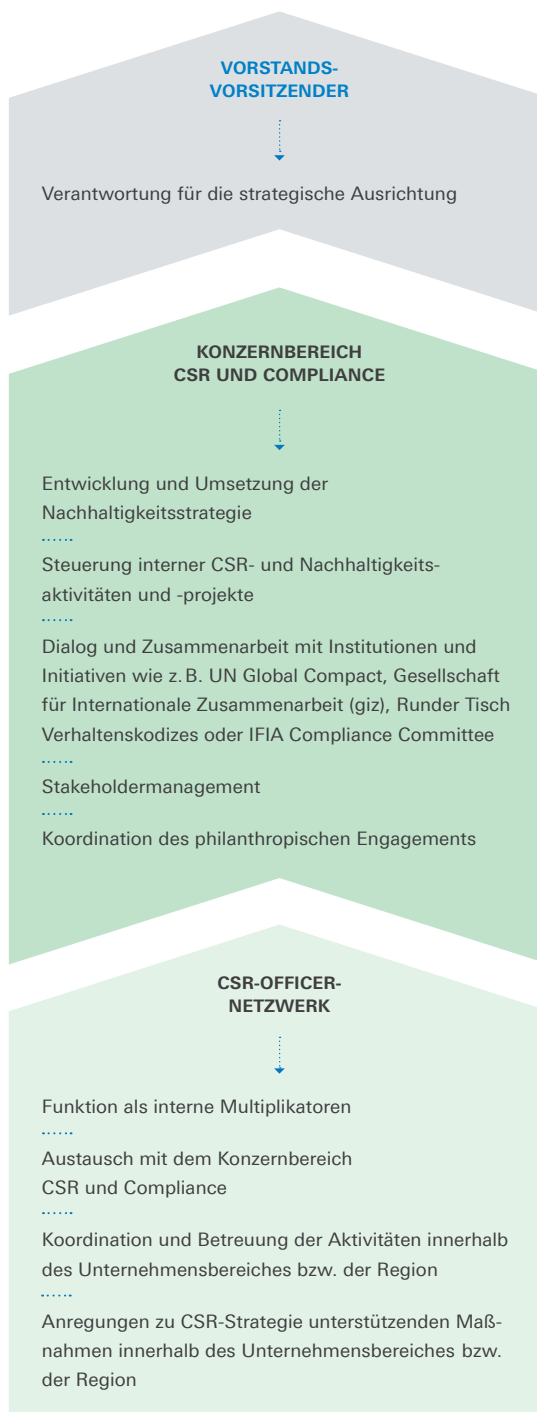 VORSTANDS-
VORSITZENDER
Verantwortung für die strategische Ausrichtung
KONZERNBEREICH
CSR UND COMPLIANCE
Entwicklung und Umsetzung der
Nachhaltigkeitsstrategie
Steuerung interner CSR- und Nachhaltigkeits-
aktivitäten und -projekte
Dialog und Zusammenarbeit mit Institutionen und
Initiativen wie z. B. UN Global Compact, Gesellschaft
für Internationale Zusammenarbeit (giz), Runder Tisch
Verhaltenskodizes oder IFIA Compliance Committee
Stakeholdermanagement
Koordination des philanthropischen Engagements
CSR-OFFICER-
NETZWERK
Funktion als interne Multiplikatoren
Austausch mit dem Konzernbereich
CSR und Compliance
Koordination und Betreuung der Aktivitäten innerhalb
des Unternehmensbereiches bzw. der Region
Anregungen zu CSR-Strategie unterstützenden Maß-
nahmen innerhalb des Unternehmensbereiches bzw.
der Region